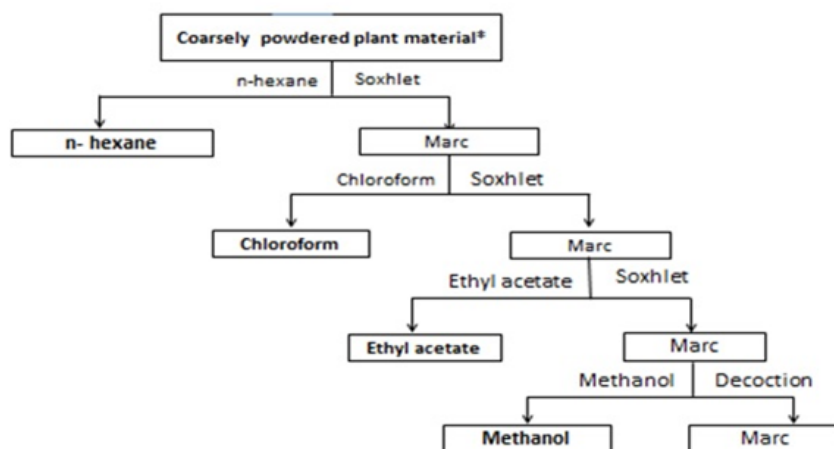 Coarsely powdered plant material*
n-hexane Soxhlet
n- hexane Marc
Chloroform Soxhlet
Chloroform Marc
Ethyl acetate Soxhlet
Ethyl acetate Marc
Methanol Decoction
Methanol Marc